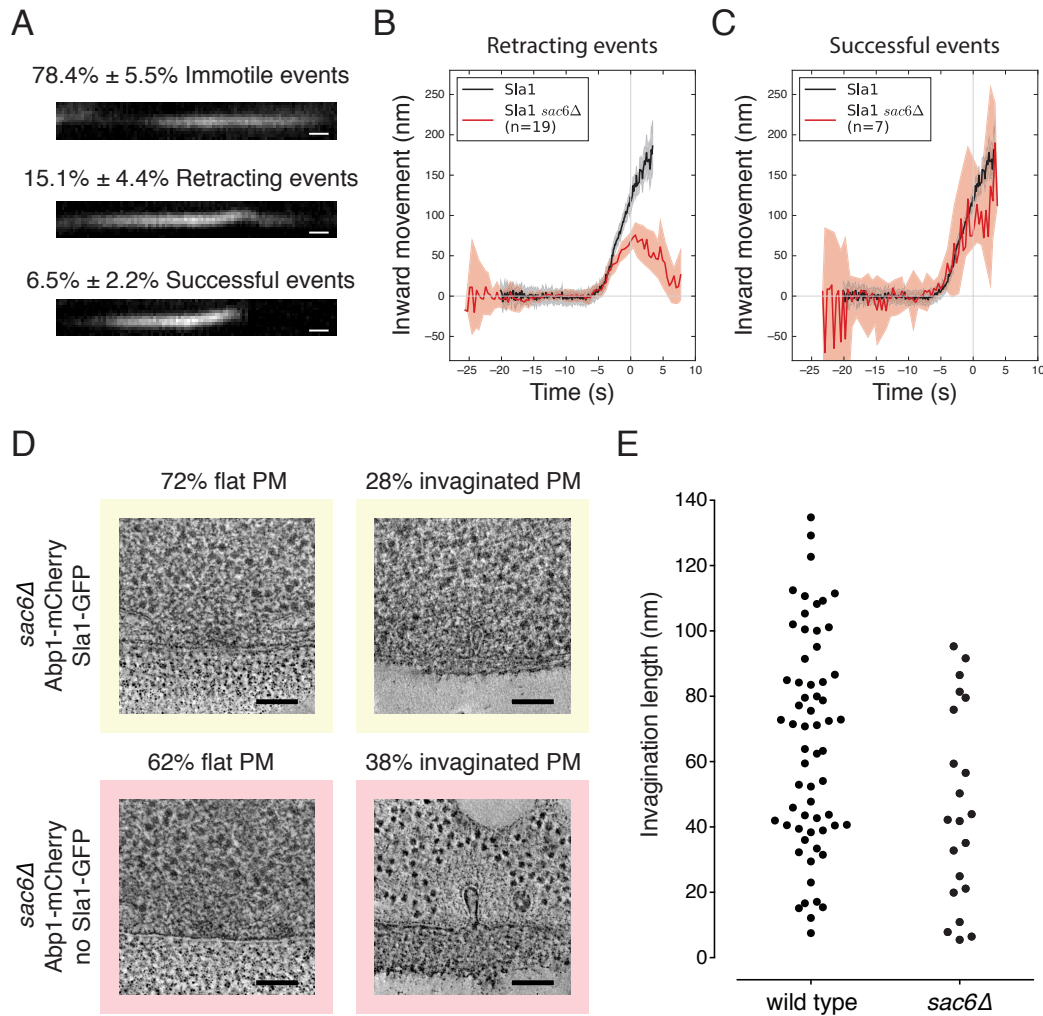 A
78.4% ± 5.5% Immotile events
15.1% ± 4.4% Retracting events
6.5% ± 2.2% Successful events
B
Retracting events
Sla1
Sla1 sac6Δ
(n=19)
Inward movement (nm)
250
200
150
100
50
0
−50
−25 −20 −15 −10 −5 0 5 10
Time (s)
C
Successful events
Sla1
Sla1 sac6Δ
(n=7)
Inward movement (nm)
250
200
150
100
50
0
−50
−25 −20 −15 −10 −5 0 5 10
Time (s)
D
72% flat PM
28% invaginated PM
sac6Δ
Abp1-mCherry
Sla1-GFP
62% flat PM
38% invaginated PM
sac6Δ
Abp1-mCherry
no Sla1-GFP
E
Invagination length (nm)
140
120
100
80
60
40
20
0
wild type
sac6Δ